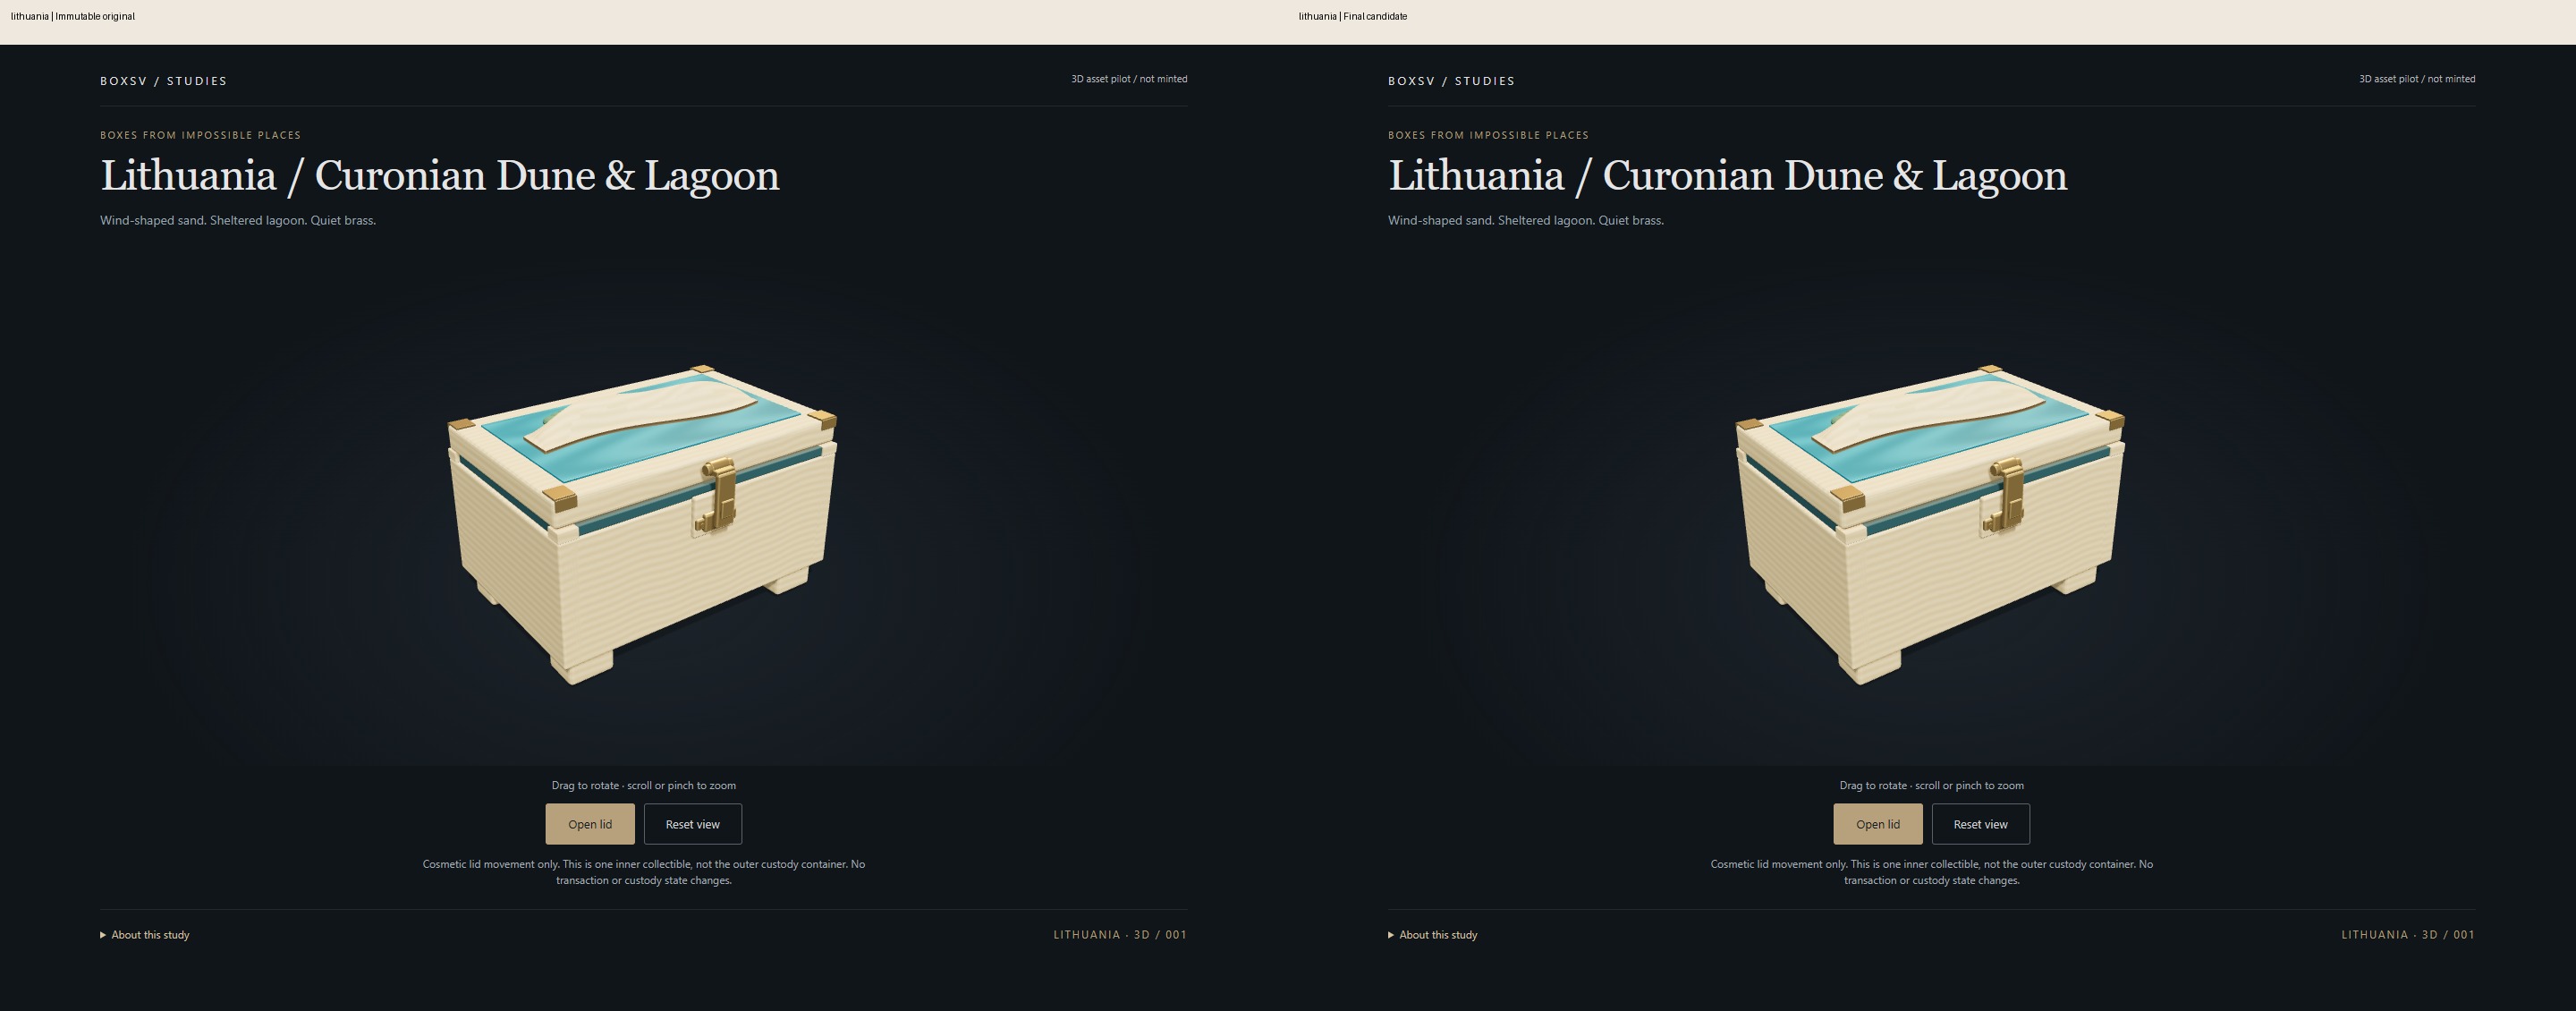 lithuania | Immutable original
BOXSV / STUDIES
3D asset pilot / not minted
BOXES FROM IMPOSSIBLE PLACES
Lithuania / Curonian Dune & Lagoon
Wind-shaped sand. Sheltered lagoon. Quiet brass.
Drag to rotate · scroll or pinch to zoom
Open lid
Reset view
Cosmetic lid movement only. This is one inner collectible, not the outer custody container. No
transaction or custody state changes.
About this study
LITHUANIA · 3D / 001
lithuania | Final candidate
BOXSV / STUDIES
3D asset pilot / not minted
BOXES FROM IMPOSSIBLE PLACES
Lithuania / Curonian Dune & Lagoon
Wind-shaped sand. Sheltered lagoon. Quiet brass.
Drag to rotate · scroll or pinch to zoom
Open lid
Reset view
Cosmetic lid movement only. This is one inner collectible, not the outer custody container. No
transaction or custody state changes.
About this study
LITHUANIA · 3D / 001